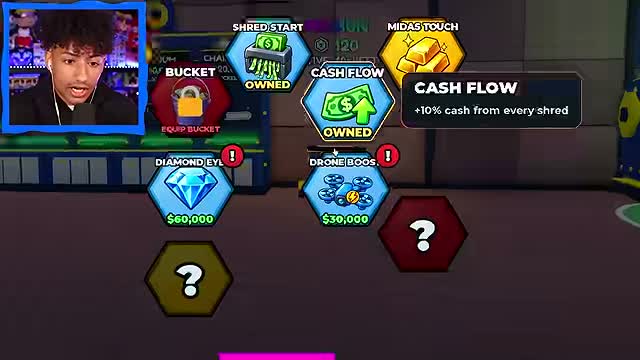 SHRED START
MIDAS TOUCH
120
BUCKET
OWNED
CASH FLOW
CASH FLOW
+10% cash from every shred
EQUIP BUCKET
OWNED
!
!
DIAMOND EYE
DRONE BOOS
$60,000
$30,000
?
?